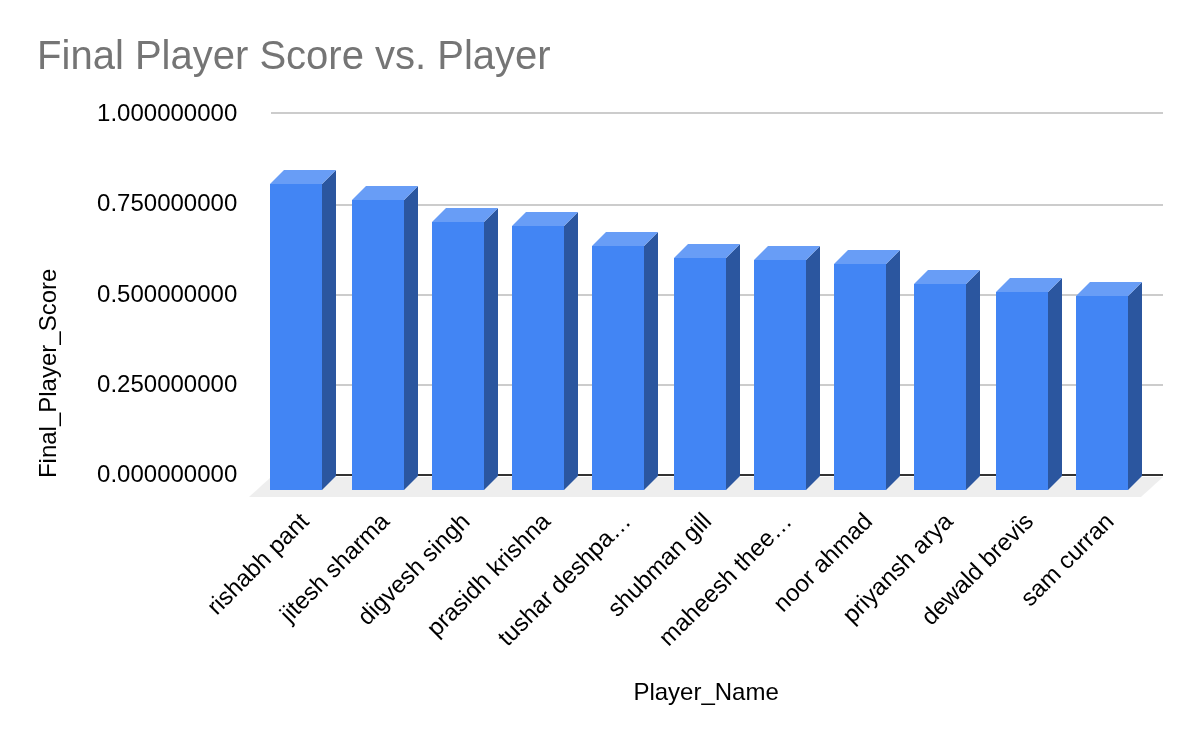 Final Player Score vs. Player
1.000000000
0.750000000
0.500000000
0.250000000
0.000000000
Final_Player_Score
rishabh pant
jitesh sharma
digvesh singh
prasidh krishna
tushar deshpa...
shubman gill
maheesh thee...
noor ahmad
priyansh arya
dewald brevis
sam curran
Player_Name